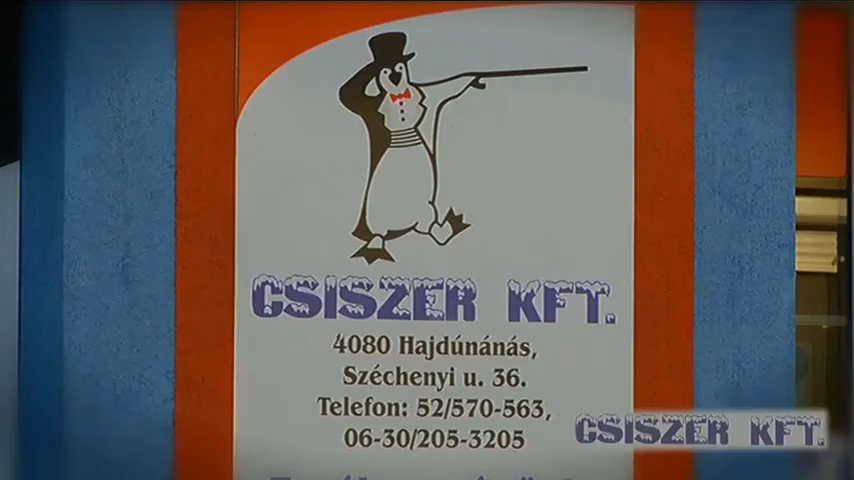 CSISZER KFT.
4080 Hajdúnánás,
Széchenyi u. 36.
Telefon: 52/570-563,
06-30/205-3205
CSISZER KFT.